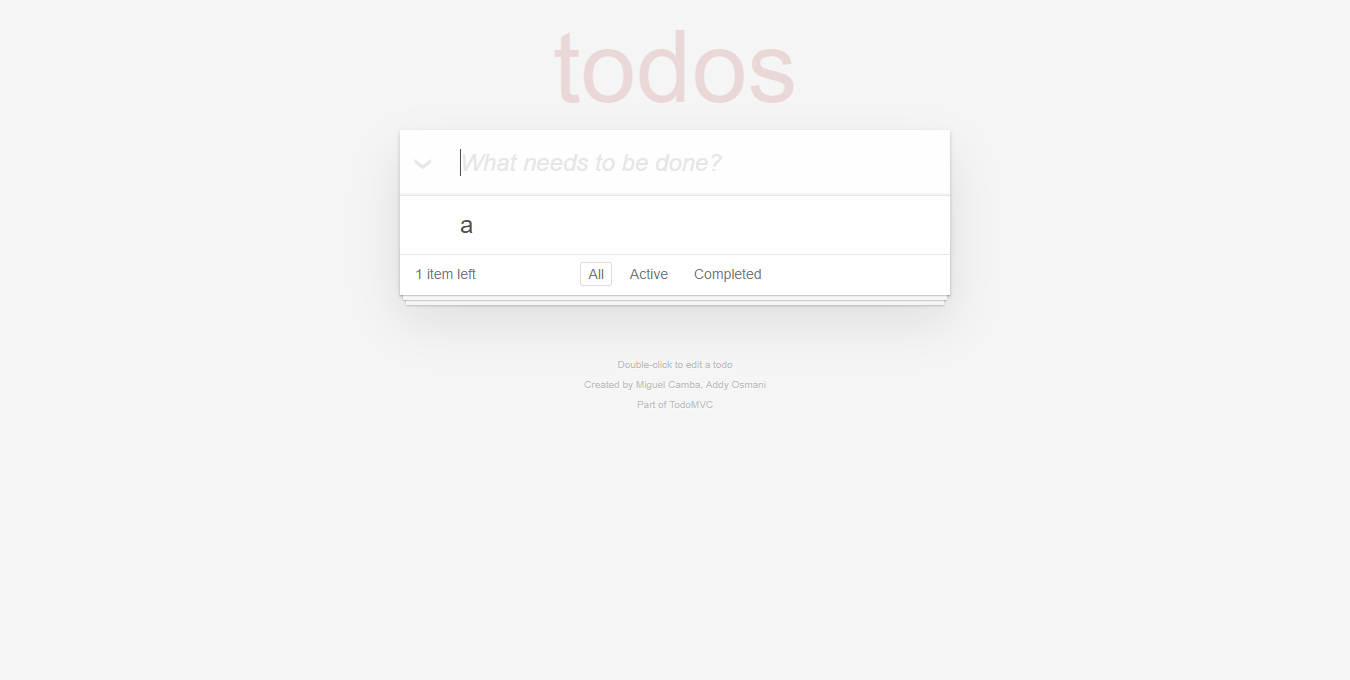 todos
What needs to be done?
a
1 item left All Active Completed
Double-click to edit a todo
Created by Miguel Camba, Addy Osmani
Part of TodoMVC